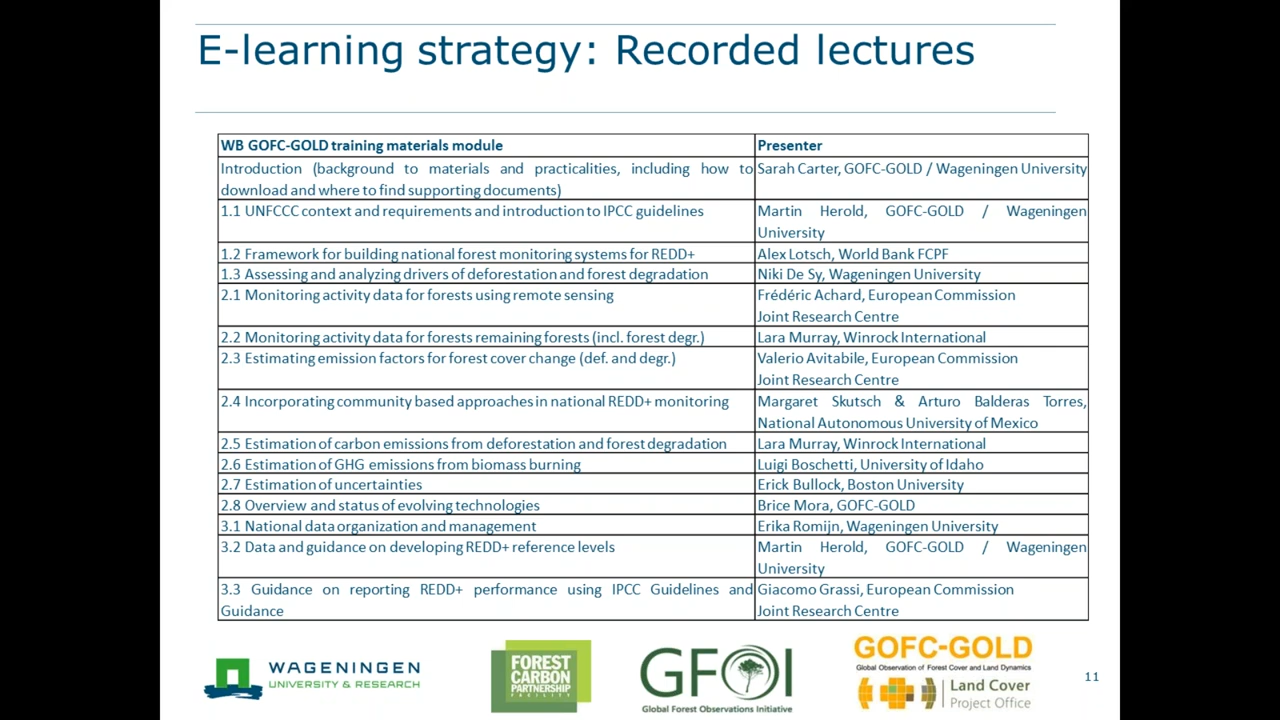 E-learning strategy: Recorded lectures
WB GOFC-GOLD training materials module
Presenter
Introduction (background to materials and practicalities, including how to
download and where to find supporting documents)
Sarah Carter, GOFC-GOLD / Wageningen University
1.1 UNFCCC context and requirements and introduction to IPCC guidelines
Martin Herold, GOFC-GOLD / Wageningen
University
1.2 Framework for building national forest monitoring systems for REDD+
Alex Lotsch, World Bank FCPF
1.3 Assessing and analyzing drivers of deforestation and forest degradation
Niki De Sy, Wageningen University
2.1 Monitoring activity data for forests using remote sensing
Frédéric Achard, European Commission
Joint Research Centre
2.2 Monitoring activity data for forests remaining forests (incl. forest degr.)
Lara Murray, Winrock International
2.3 Estimating emission factors for forest cover change (def. and degr.)
Valerio Avitabile, European Commission
Joint Research Centre
2.4 Incorporating community based approaches in national REDD+ monitoring
Margaret Skutsch & Arturo Balderas Torres,
National Autonomous University of Mexico
2.5 Estimation of carbon emissions from deforestation and forest degradation
Lara Murray, Winrock International
2.6 Estimation of GHG emissions from biomass burning
Luigi Boschetti, University of Idaho
2.7 Estimation of uncertainties
Erick Bullock, Boston University
2.8 Overview and status of evolving technologies
Brice Mora, GOFC-GOLD
3.1 National data organization and management
Erika Romijn, Wageningen University
3.2 Data and guidance on developing REDD+ reference levels
Martin Herold, GOFC-GOLD / Wageningen
University
3.3 Guidance on reporting REDD+ performance using IPCC Guidelines and
Guidance
Giacomo Grassi, European Commission
Joint Research Centre
WAGENINGEN
UNIVERSITY & RESEARCH
FOREST
CARBON
PARTNERSHIP
FACILITY
GFOI
Global Forest Observations Initiative
GOFC-GOLD
Global Observation of Forest Cover and Land Dynamics
Land Cover
Project Office
11